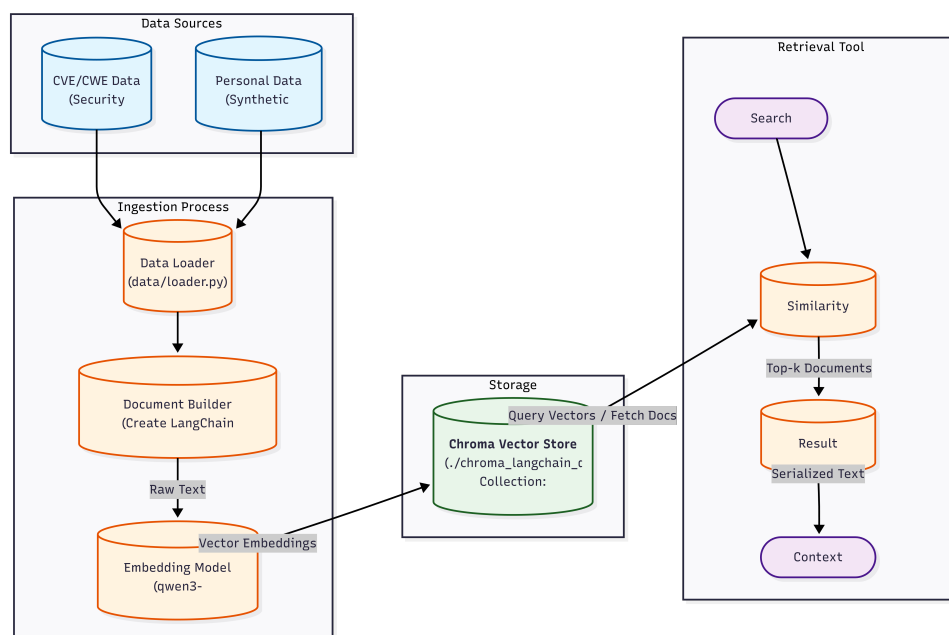 Data Sources
CVE/CWE Data
(Security
Personal Data
(Synthetic
Ingestion Process
Data Loader
(data/loader.py)
Document Builder
(Create LangChain
Raw Text
Embedding Model
(qwen3-
Vector Embeddings
Storage
Query Vectors / Fetch Docs
Chroma Vector Store
(./chroma_langchain_c
Collection:
Retrieval Tool
Search
Similarity
Top-k Documents
Result
Serialized Text
Context